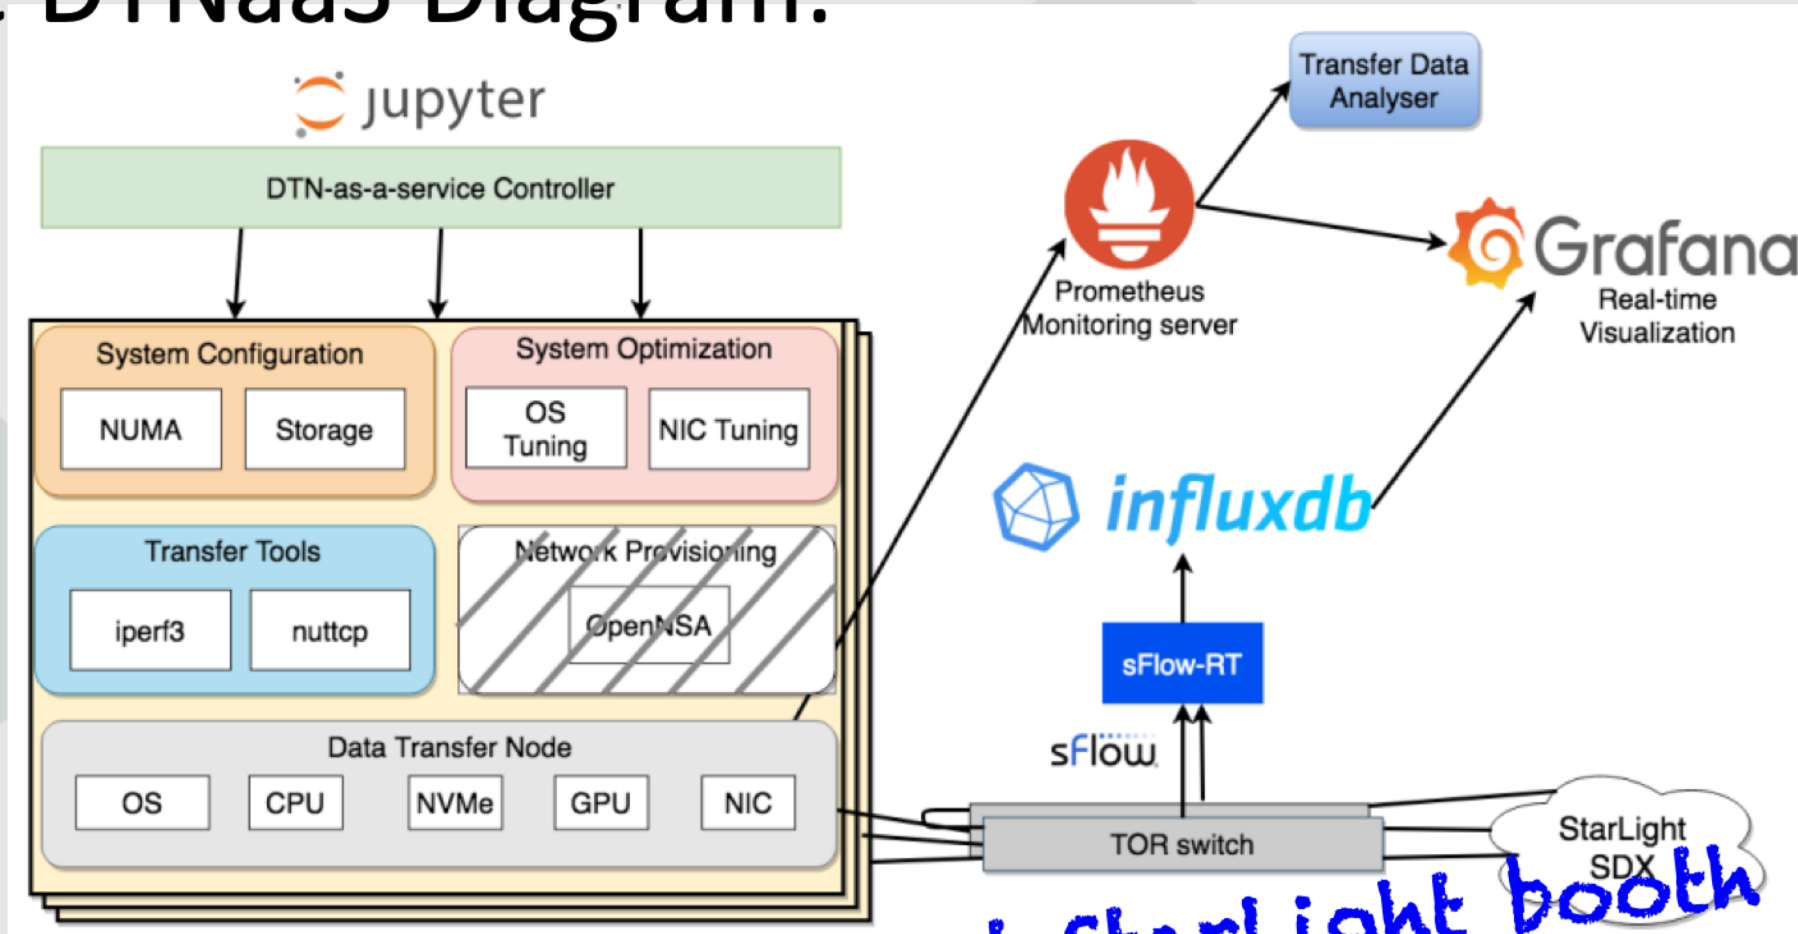 DTNaaS Diagram:
jupyter
DTN-as-a-service Controller
System Configuration
NUMA
Storage
System Optimization
OS
Tuning
NIC Tuning
Transfer Tools
iperf3
nuttcp
Network Provisioning
OpenNSA
Data Transfer Node
OS
CPU
NVMe
GPU
NIC
Transfer Data
Analyser
Prometheus
Monitoring server
Grafana
Real-time
Visualization
influxdb
sFlow-RT
sFlow
TOR switch
StarLight
SDX
StarLight booth